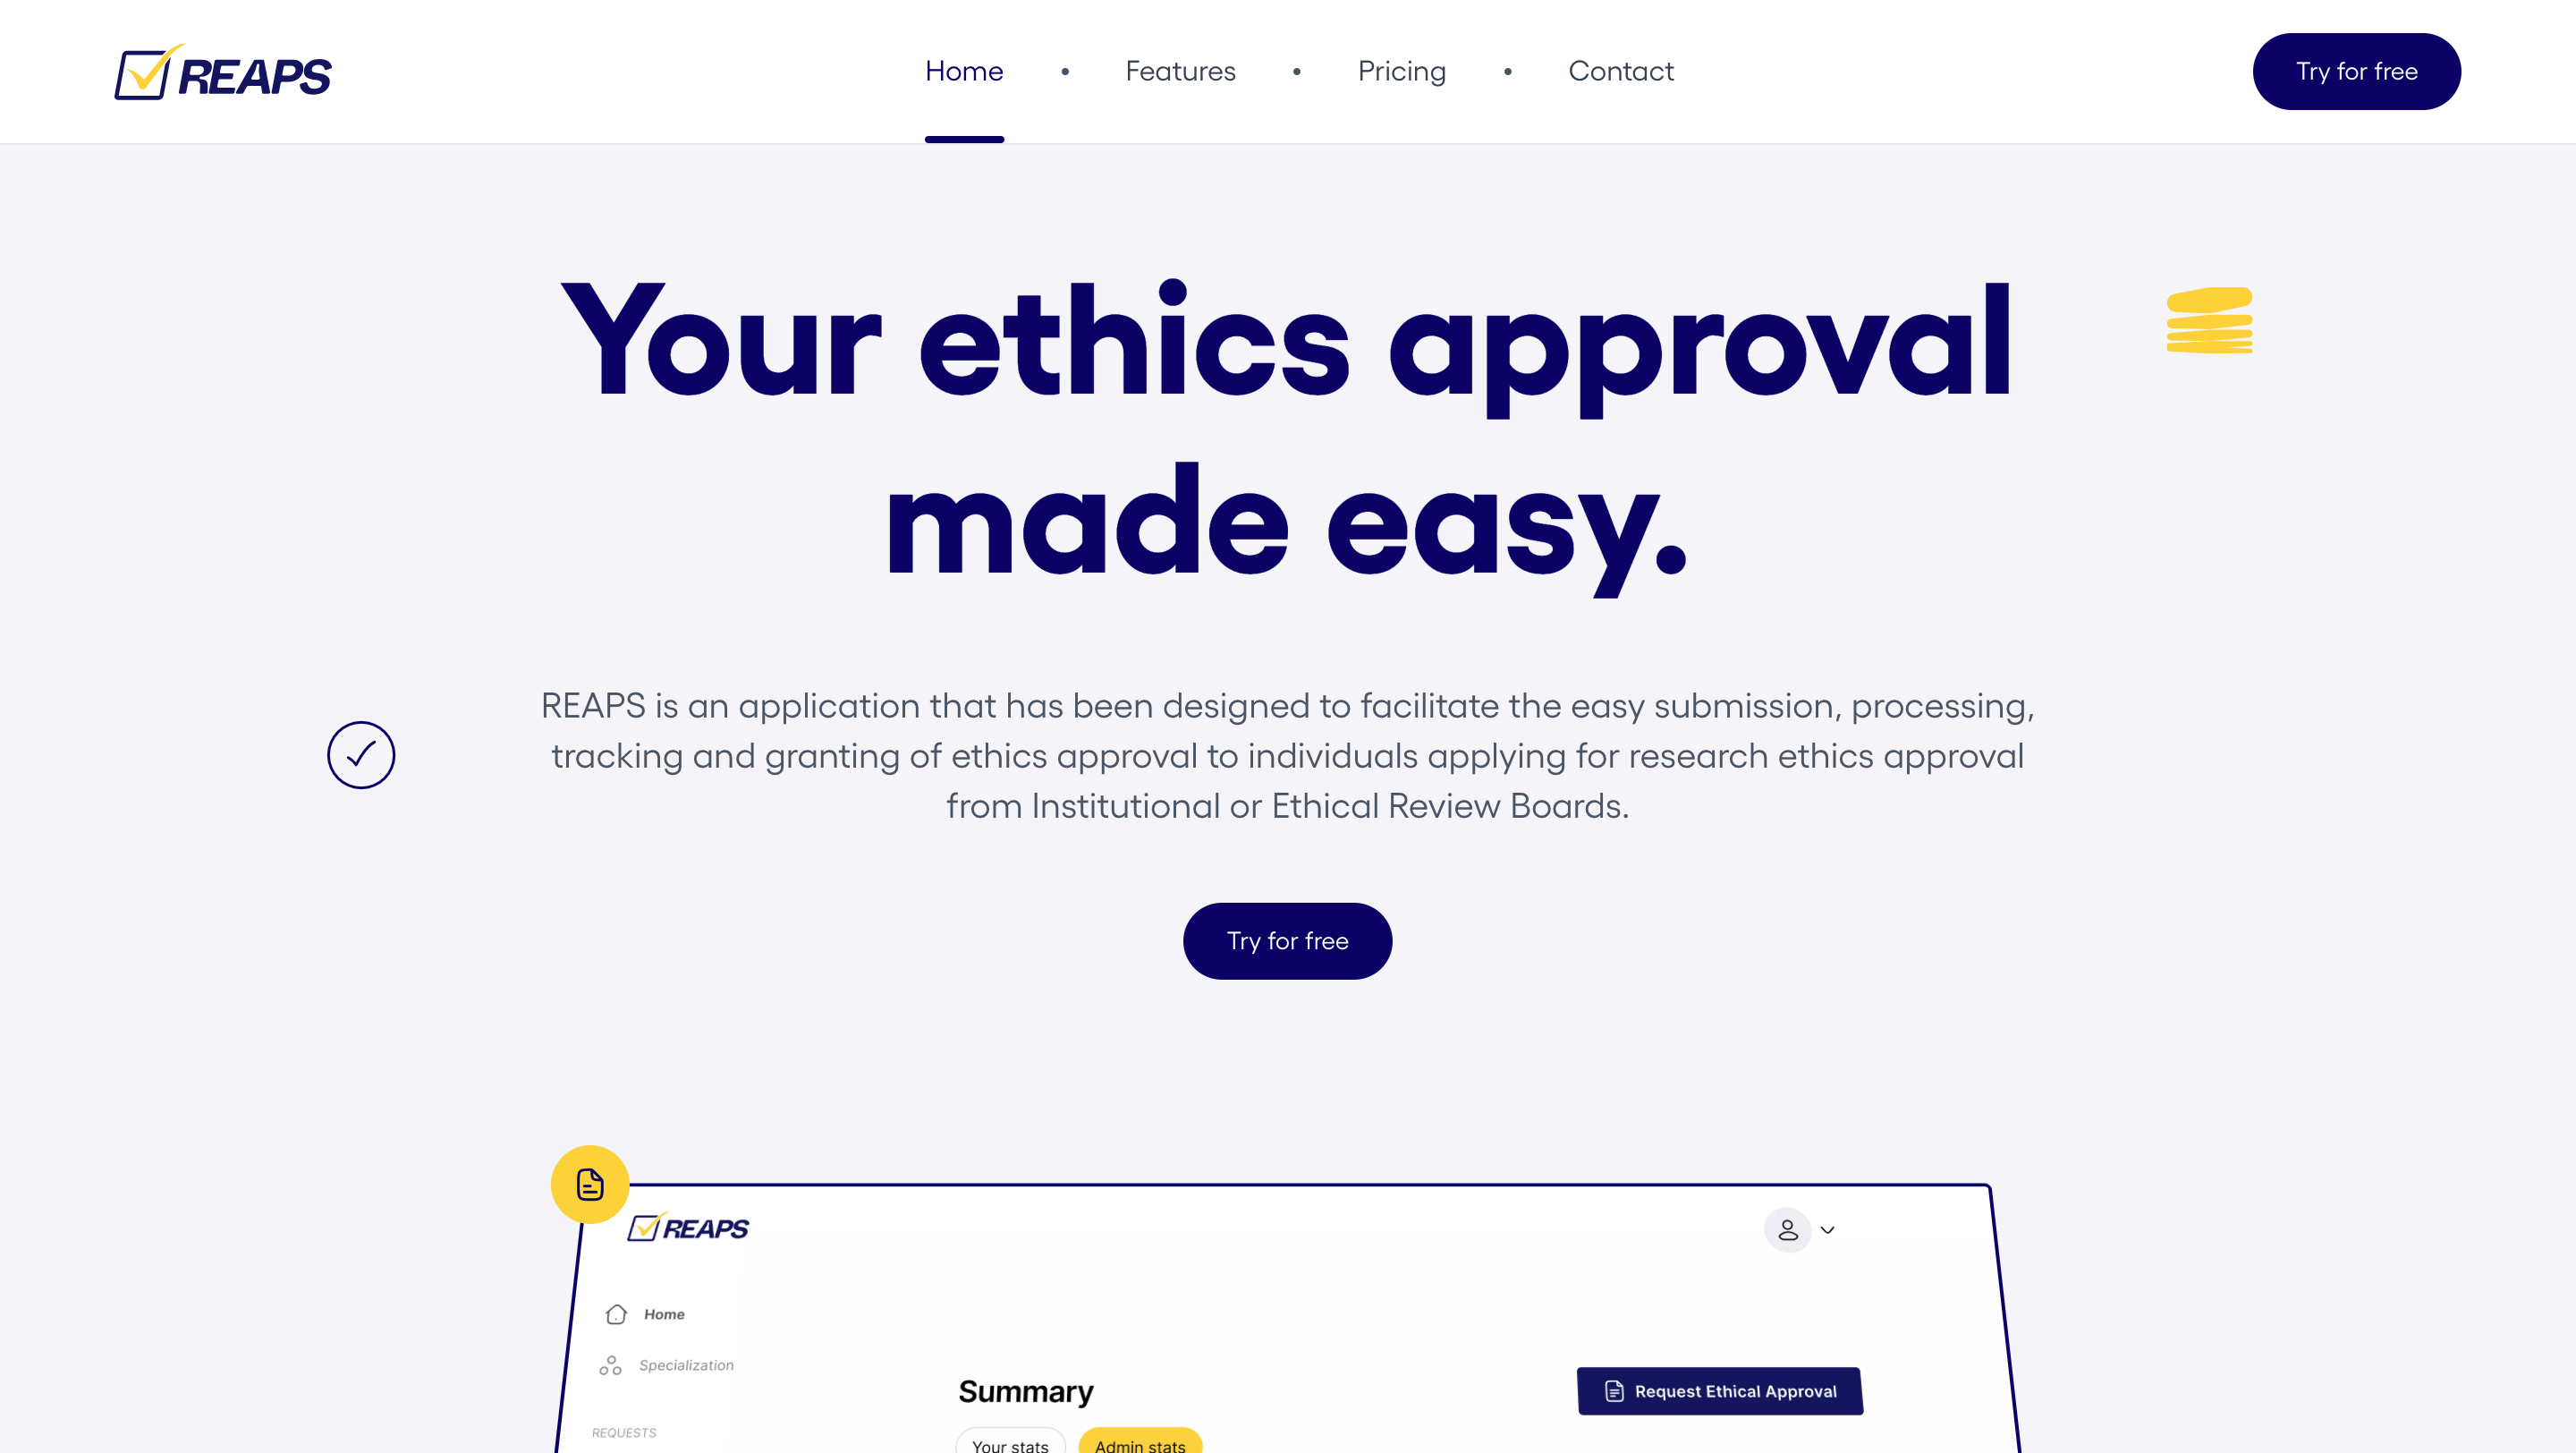 REAPS
Home • Features • Pricing • Contact
Try for free
Your ethics approval
made easy.
REAPS is an application that has been designed to facilitate the easy submission, processing,
tracking and granting of ethics approval to individuals applying for research ethics approval
from Institutional or Ethical Review Boards.
Try for free
REAPS
Home
Specialization
REQUESTS
Summary
Request Ethical Approval
Your stats
Admin stats